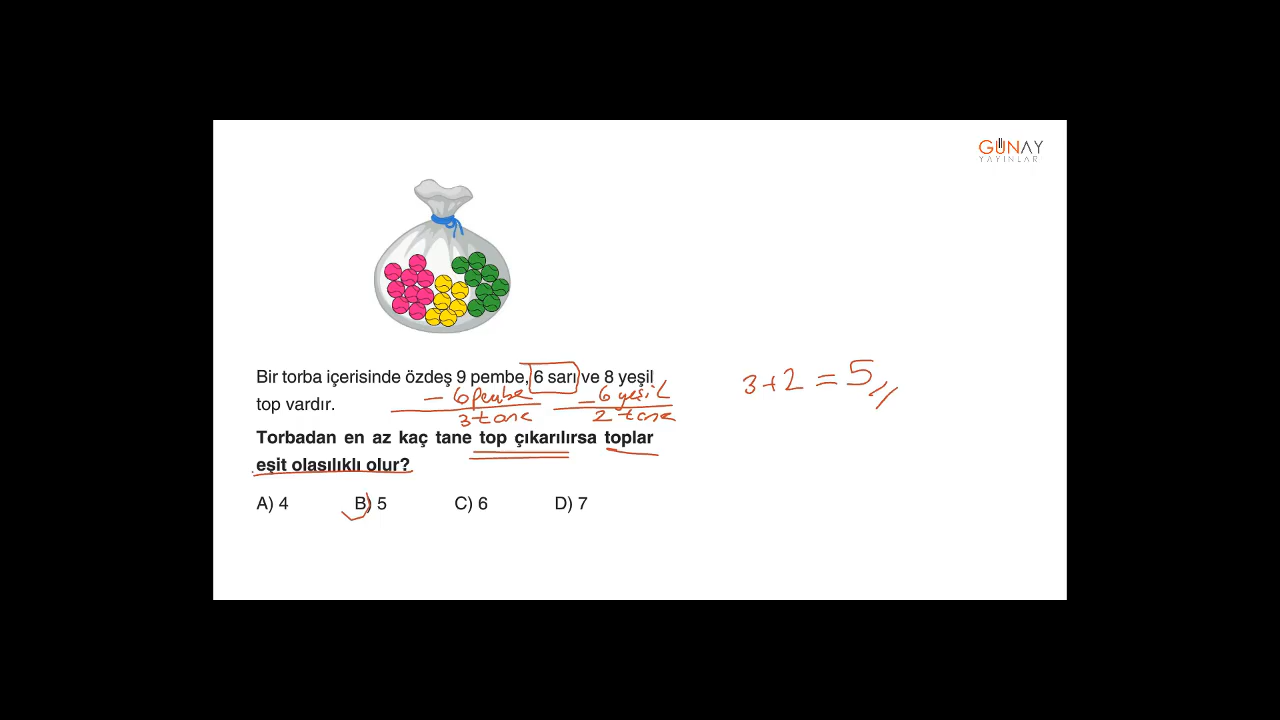 GÜNAY
YAYINLAR
Bir torba içerisinde özdeş 9 pembe, 6 sarı ve 8 yeşil
top vardır.
- 6 pembe - 6 yeşil
3 tane 2 tane
3+2 = 5
Torbadan en az kaç tane top çıkarılırsa toplar
eşit olasılıklı olur?
A) 4 B) 5 C) 6 D) 7